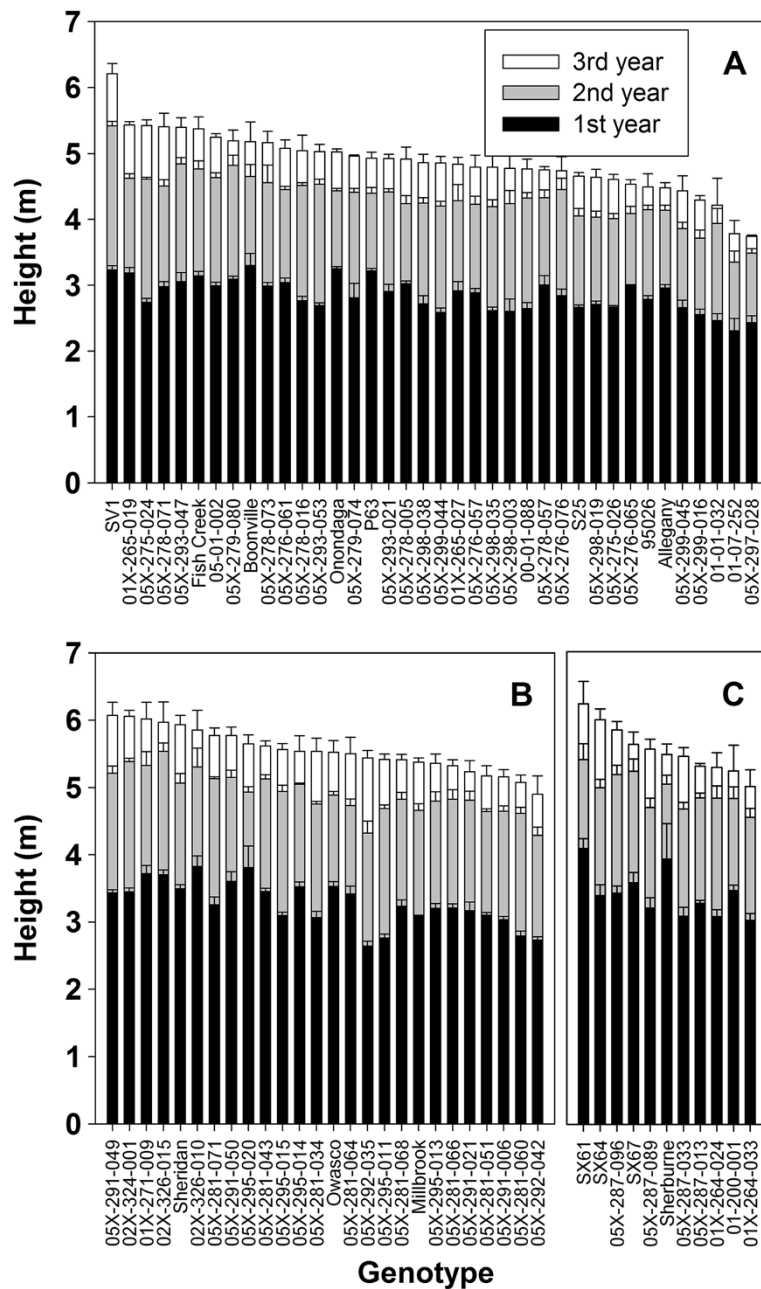 7
6
5
4
3
2
1
0
Height (m)
A
3rd year
2nd year
1st year
SV1
01X-265-019
05X-275-024
05X-278-071
05X-293-047
Fish Creek
05-01-002
05X-279-080
Boonville
05X-278-073
05X-276-061
05X-278-016
05X-293-053
Onondaga
05X-279-074
P63
05X-293-021
05X-278-005
05X-298-038
05X-299-044
01X-265-027
05X-276-057
05X-298-035
05X-298-003
00-01-088
05X-278-057
05X-276-076
S25
05X-298-019
05X-275-026
05X-276-065
95026
Allegany
05X-299-045
05X-299-016
01-01-032
01-07-252
05X-297-028
7
6
5
4
3
2
1
0
Height (m)
B
05X-291-049
02X-324-001
01X-271-009
02X-326-015
Sheridan
02X-326-010
05X-281-071
05X-291-050
05X-295-020
05X-281-043
05X-295-015
05X-295-014
05X-281-034
Owasco
05X-281-064
05X-292-035
05X-295-011
05X-281-068
Millbrook
05X-295-013
05X-281-066
05X-291-021
05X-281-051
05X-291-006
05X-281-060
05X-292-042
C
SX61
SX64
05X-287-096
SX67
05X-287-089
Sherburne
05X-287-033
05X-287-013
01X-264-024
01-200-001
01X-264-033
Genotype